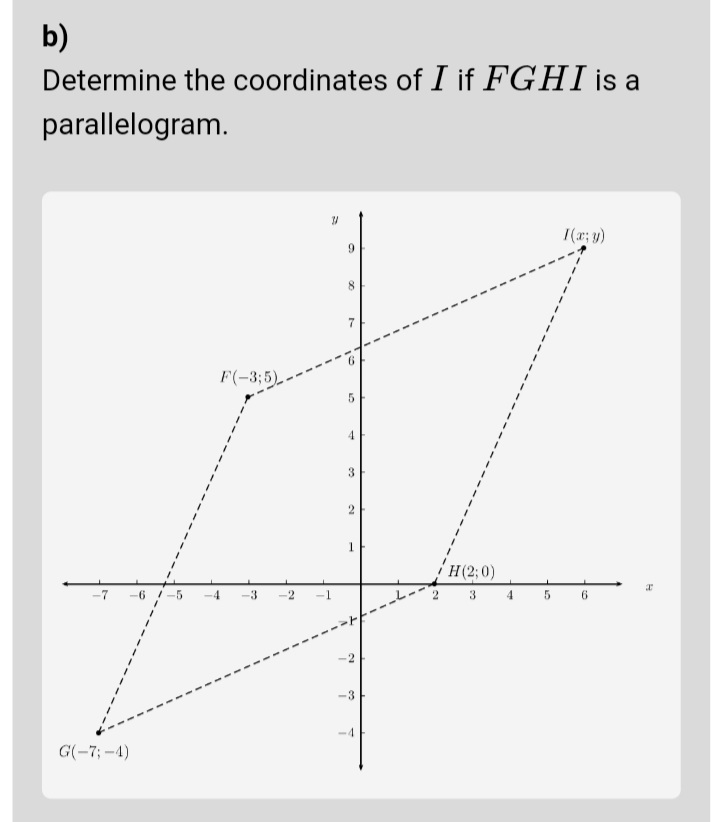 b)
Determine the coordinates of I if FGHI is a
parallelogram.
y
I(x; y)
9
8
7
6
F(−3; 5)
5
4
3
2
1
H(2; 0)
x
−7 −6 −5 −4 −3 −2 −1 1 2 3 4 5 6
−1
−2
−3
−4
G(−7; −4)